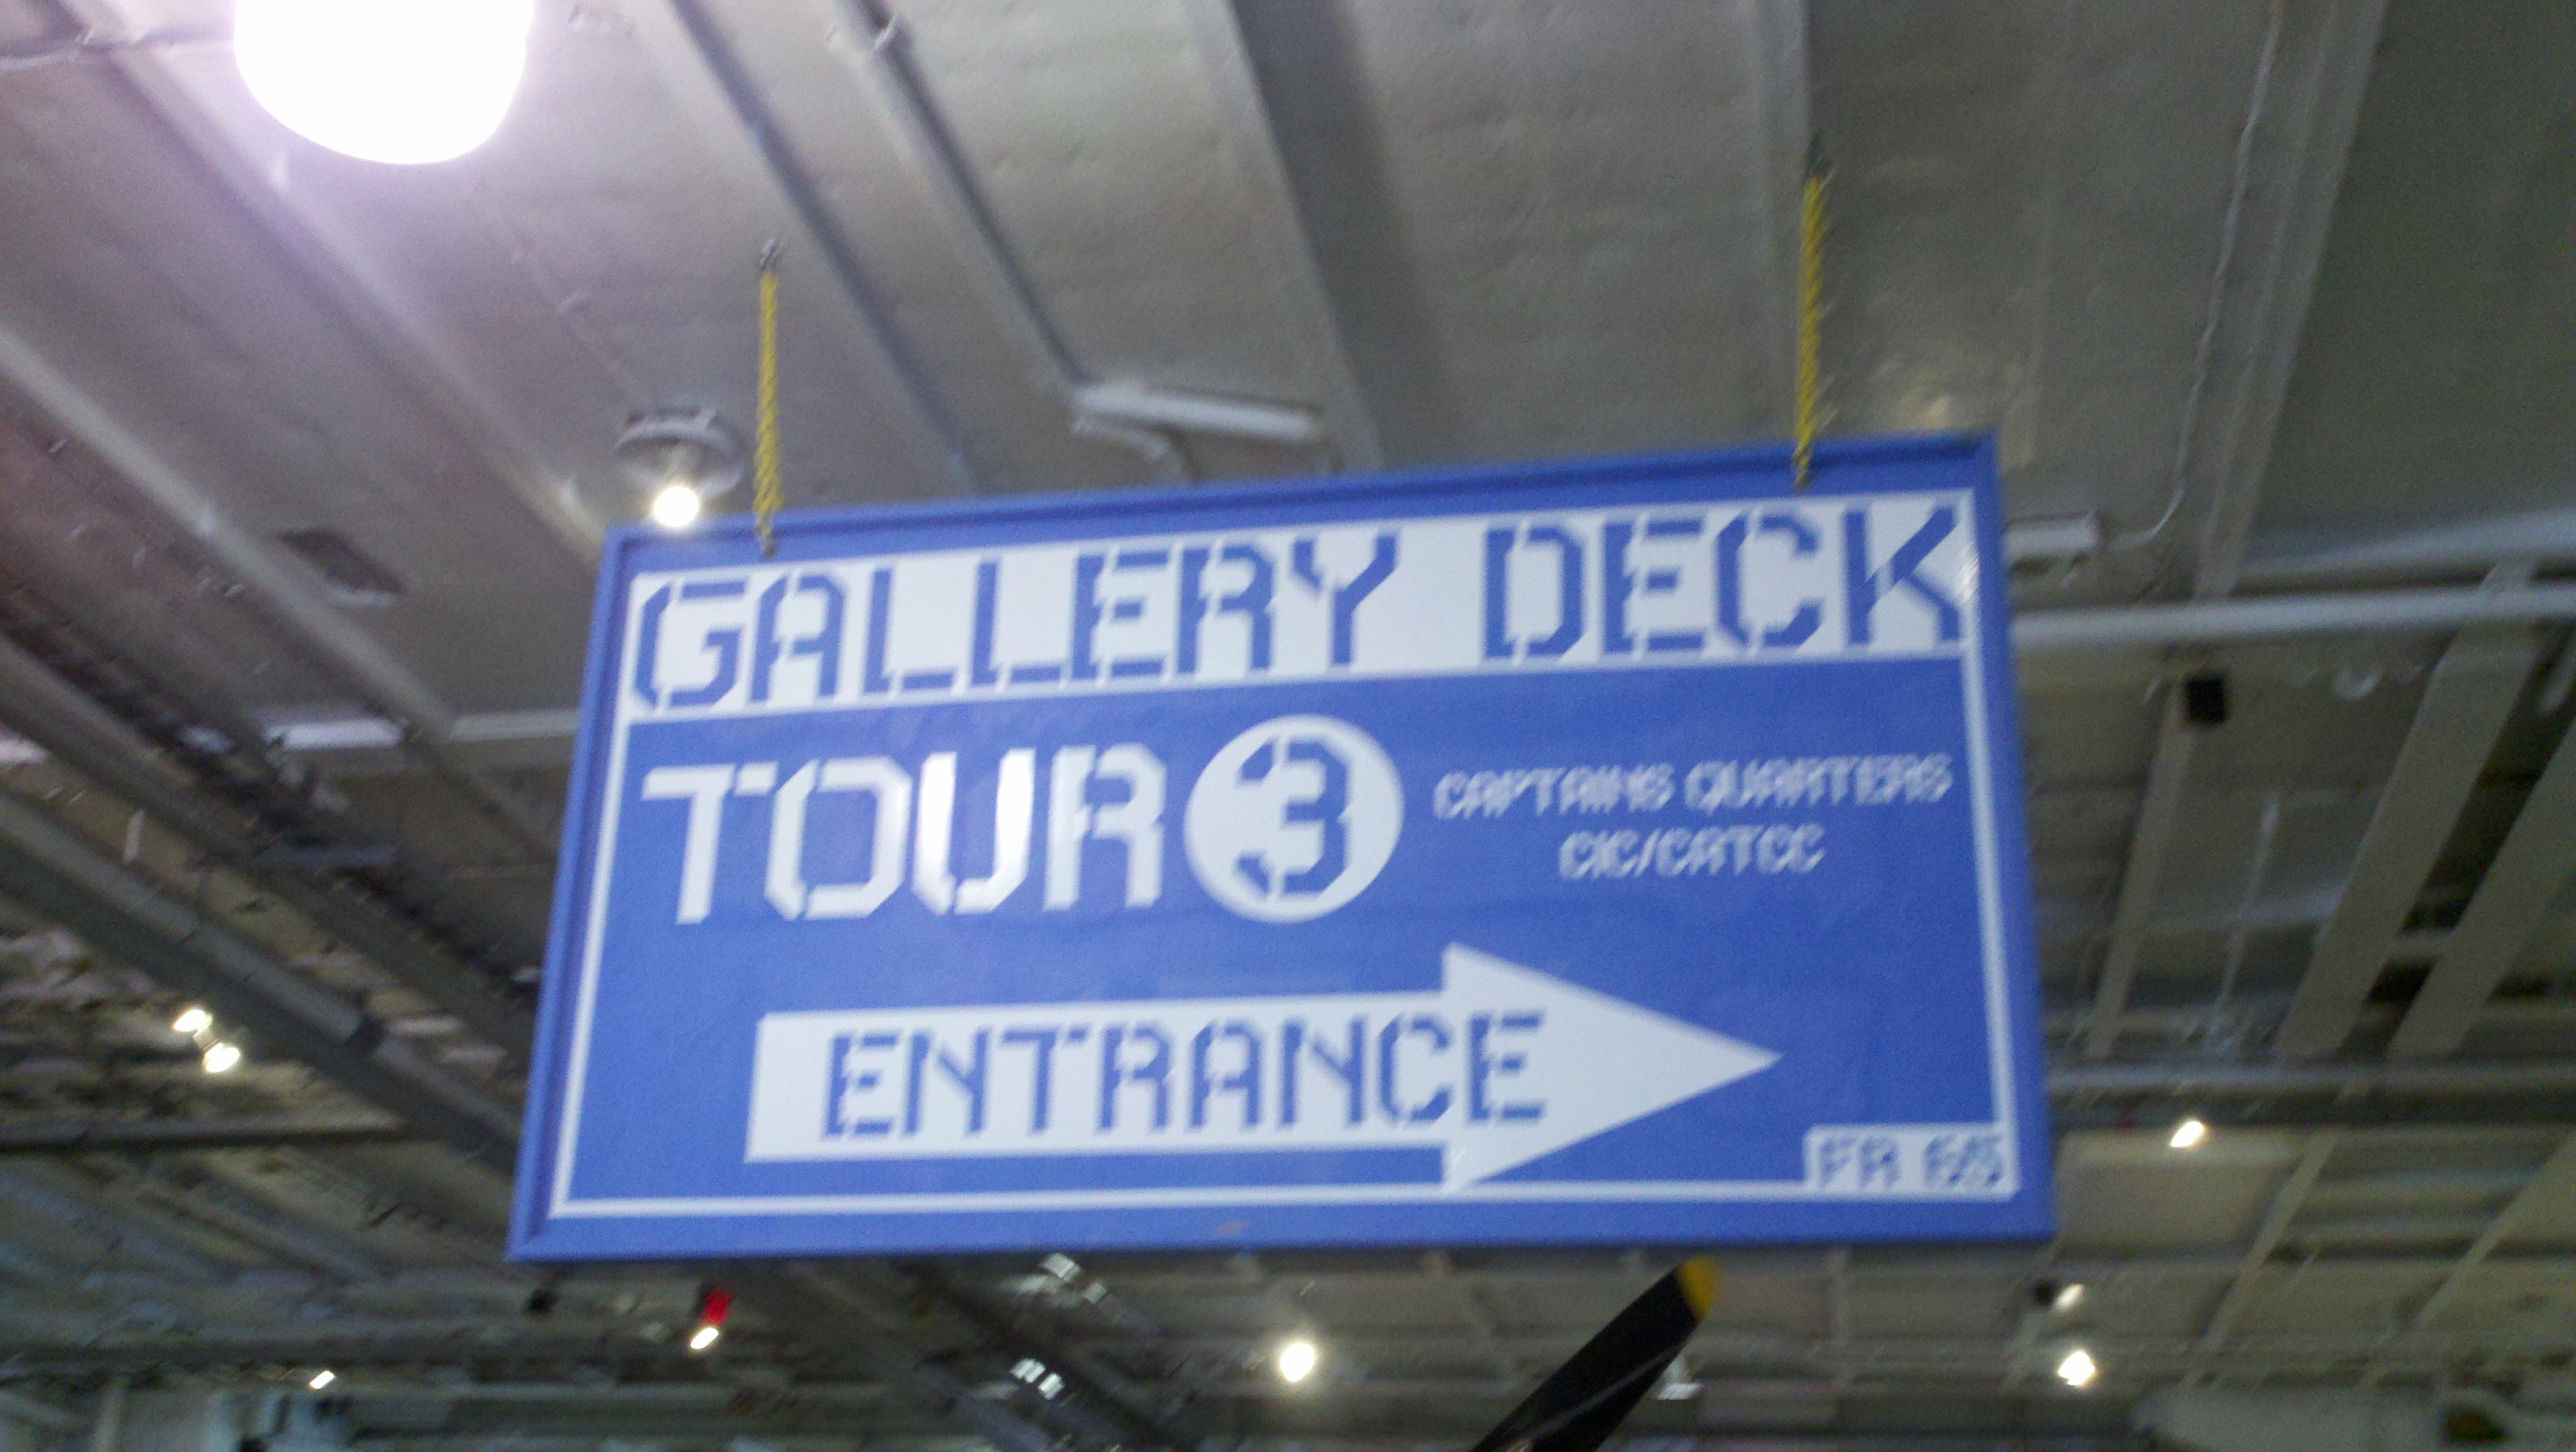 GALLERY DECK
TOUR 3
CAPTAINS QUARTERS
CIC/CATCC
ENTRANCE
FR 65